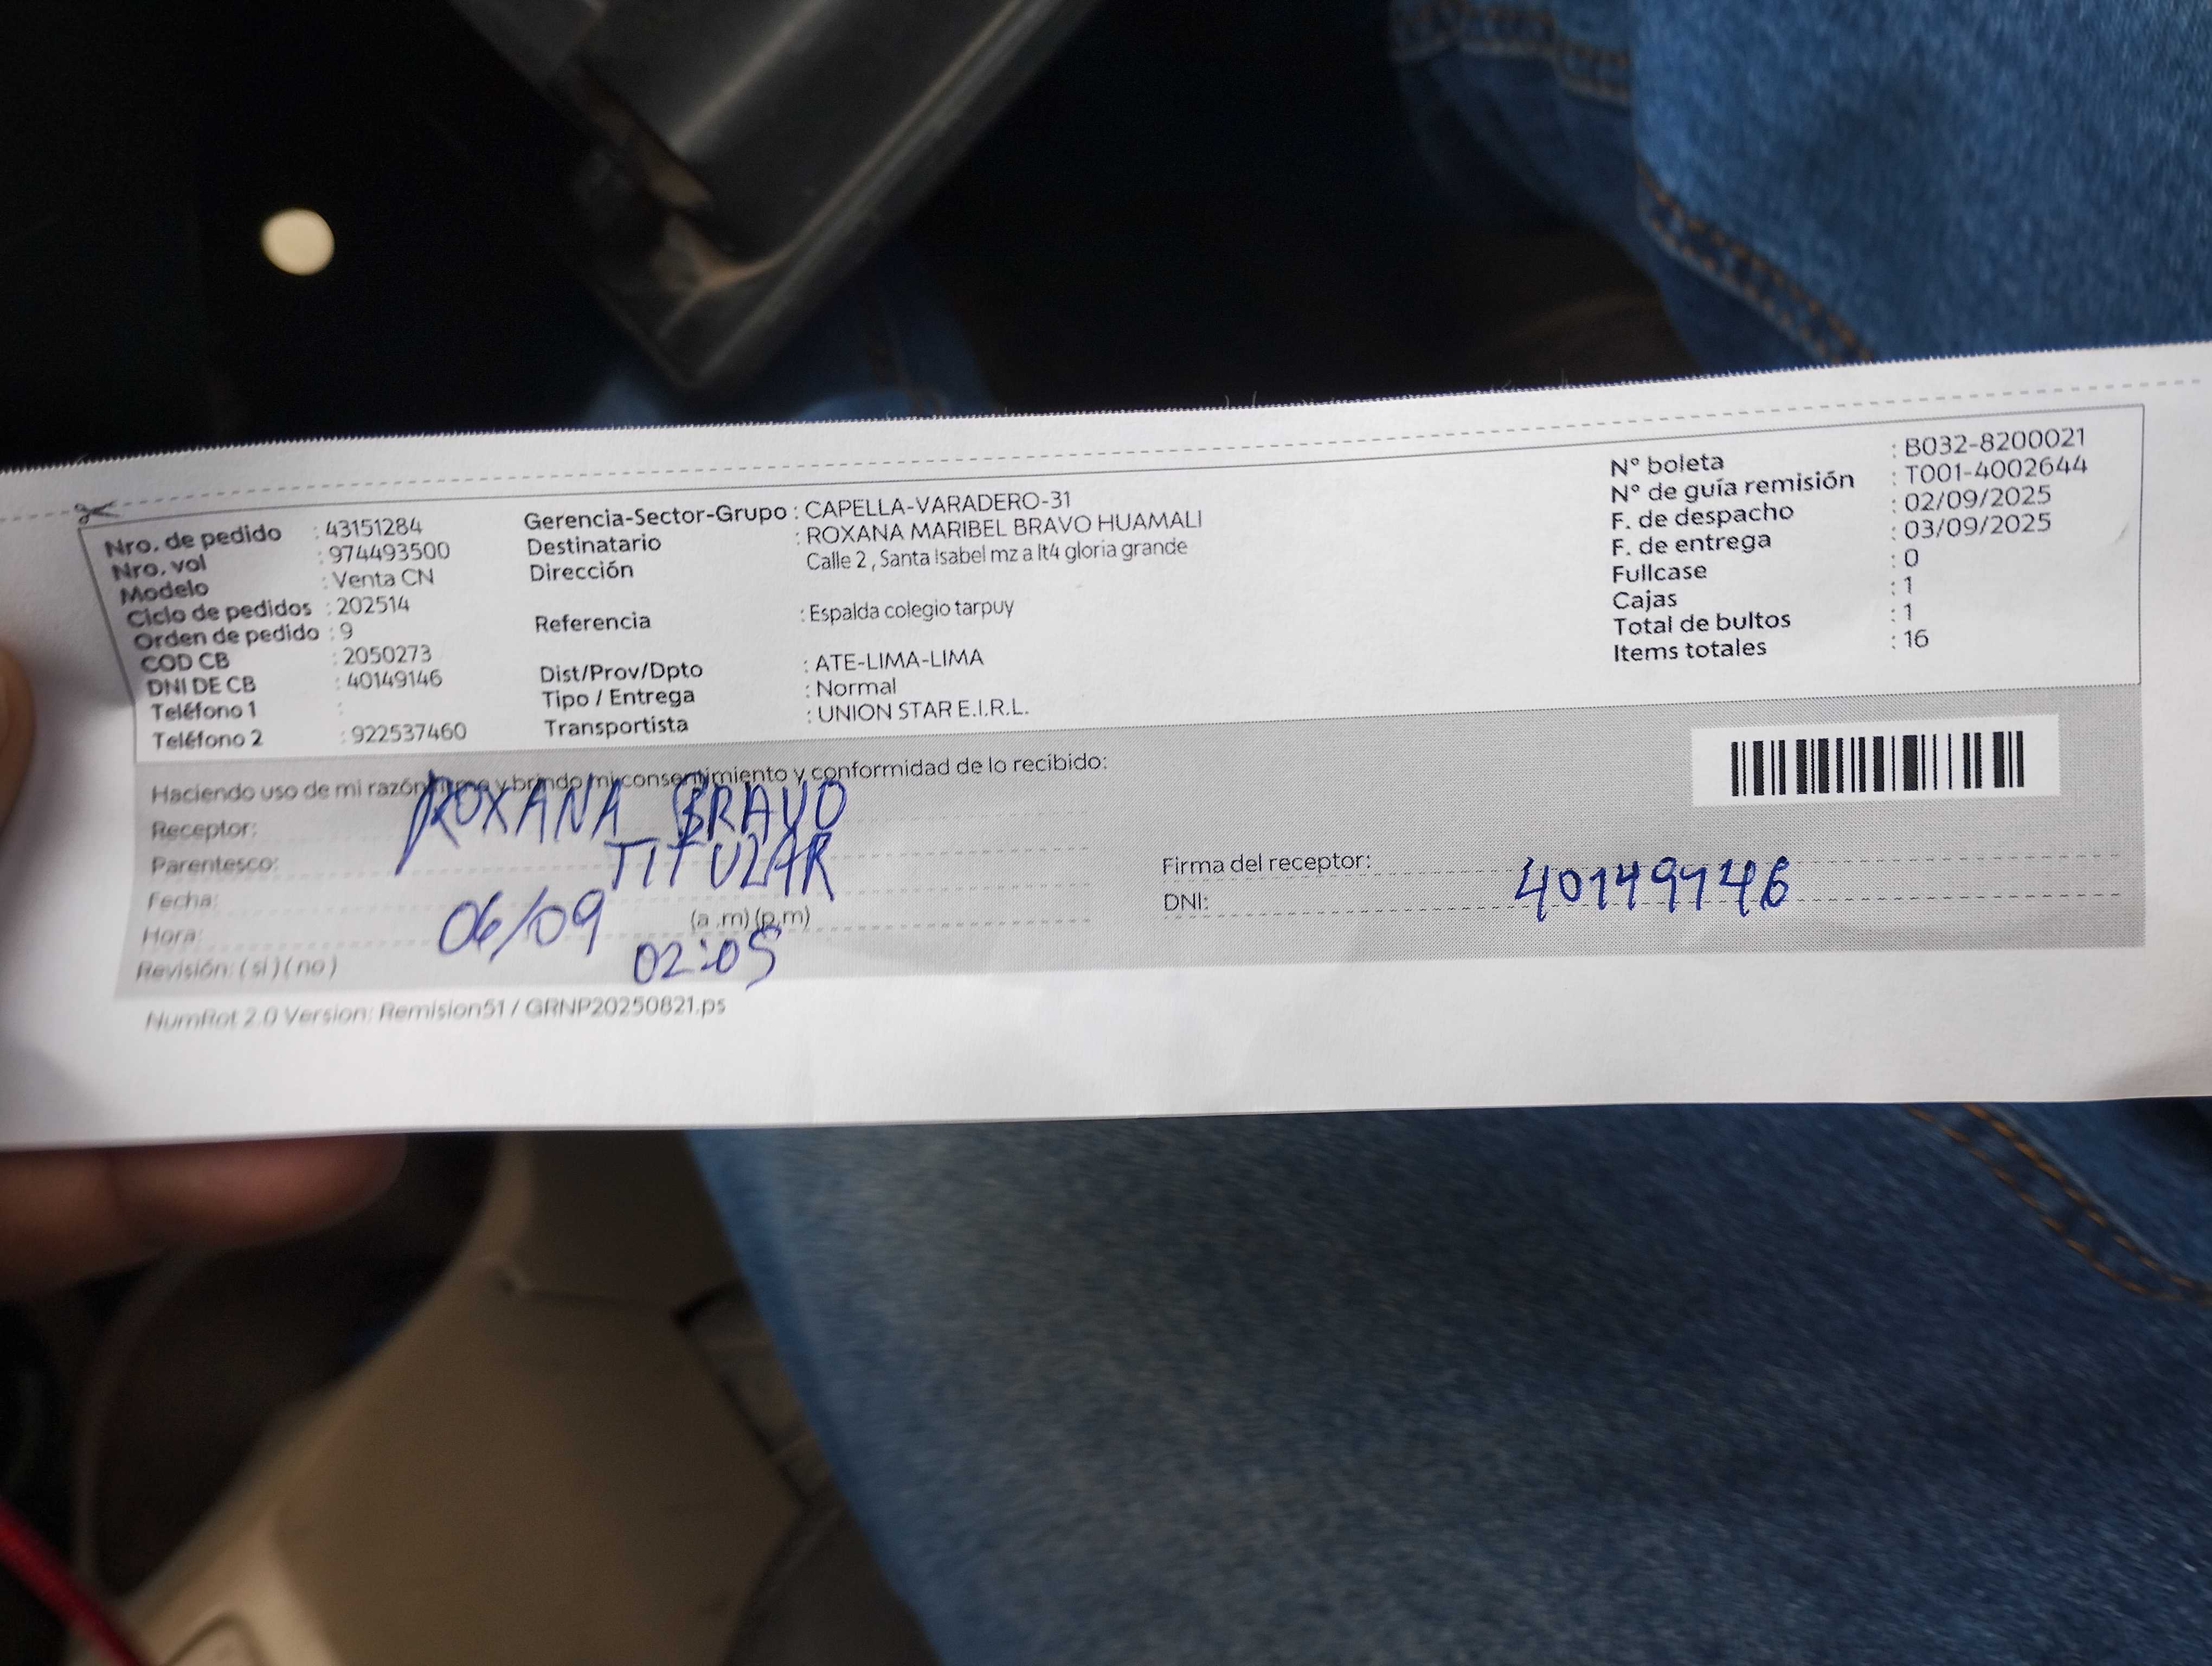 Nro. de pedido : 43151284
Nro. vol : 974493500
Modelo : Venta CN
Ciclo de pedidos : 202514
Orden de pedido : 9
COD CB : 2050273
DNI DE CB : 40149146
Teléfono 1 :
Teléfono 2 : 922537460
Gerencia-Sector-Grupo : CAPELLA-VARADERO-31
Destinatario : ROXANA MARIBEL BRAVO HUAMALI
Dirección Calle 2 , Santa Isabel mz a lt4 gloria grande
Referencia : Espalda colegio tarpuy
Dist/Prov/Dpto : ATE-LIMA-LIMA
Tipo / Entrega : Normal
Transportista : UNION STAR E.I.R.L.
N° boleta : B032-8200021
N° de guía remisión : T001-4002644
F. de despacho : 02/09/2025
F. de entrega : 03/09/2025
Fullcase : 0
Cajas : 1
Total de bultos : 1
Items totales : 16
Haciendo uso de mi razón firmo y brindo mi consentimiento y conformidad de lo recibido:
Receptor: ROXANA BRAVO
Parentesco: TITULAR
Fecha: 06/09
Hora: (a .m) (p.m) 02:05
Revisión: ( si ) ( no )
Firma del receptor:
DNI: 40149146
NumRot 2.0 Version: Remision51 / GRNP20250821.ps